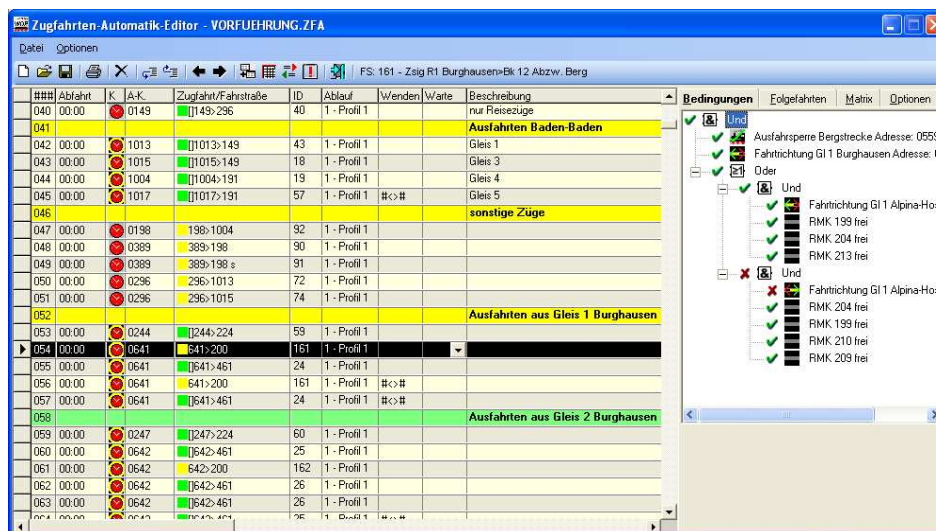 Zugfahrten-Automatik-Editor - VORFUEHRUNG.ZFA
Datei Optionen
FS: 161 - Zsig R1 Burghausen>Bk 12 Abzw. Berg
### Abfahrt K A-K. Zugfahrt/Fahrstraße ID Ablauf Wenden Warte Beschreibung
040 00:00 0149 []149>296 40 1 - Profil 1 nur Reisezüge
041 Ausfahrten Baden-Baden
042 00:00 1013 []1013>149 43 1 - Profil 1 Gleis 1
043 00:00 1015 []1015>149 18 1 - Profil 1 Gleis 3
044 00:00 1004 []1004>191 19 1 - Profil 1 Gleis 4
045 00:00 1017 []1017>191 57 1 - Profil 1 #<># Gleis 5
046 sonstige Züge
047 00:00 0198 198>1004 92 1 - Profil 1
048 00:00 0389 389>198 90 1 - Profil 1
049 00:00 0389 389>198 s 91 1 - Profil 1
050 00:00 0296 296>1013 72 1 - Profil 1
051 00:00 0296 296>1015 74 1 - Profil 1
052 Ausfahrten aus Gleis 1 Burghausen
053 00:00 0244 []244>224 59 1 - Profil 1
054 00:00 0641 641>200 161 1 - Profil 1
055 00:00 0641 []641>461 24 1 - Profil 1
056 00:00 0641 641>200 161 1 - Profil 1 #<>#
057 00:00 0641 []641>461 24 1 - Profil 1 #<>#
058 Ausfahrten aus Gleis 2 Burghausen
059 00:00 0247 []247>224 60 1 - Profil 1
060 00:00 0642 []642>461 25 1 - Profil 1
061 00:00 0642 642>200 162 1 - Profil 1
062 00:00 0642 []642>461 26 1 - Profil 1
063 00:00 0642 []642>461 26 1 - Profil 1
Bedingungen Folgefahrten Matrix Optionen
& Und
Ausfahrsperre Bergstrecke Adresse: 0559
Fahrtrichtung Gl 1 Burghausen Adresse:
≥1 Oder
& Und
Fahrtrichtung Gl 1 Alpina-Ho
RMK 199 frei
RMK 204 frei
RMK 213 frei
& Und
Fahrtrichtung Gl 1 Alpina-Ho
RMK 204 frei
RMK 199 frei
RMK 210 frei
RMK 209 frei